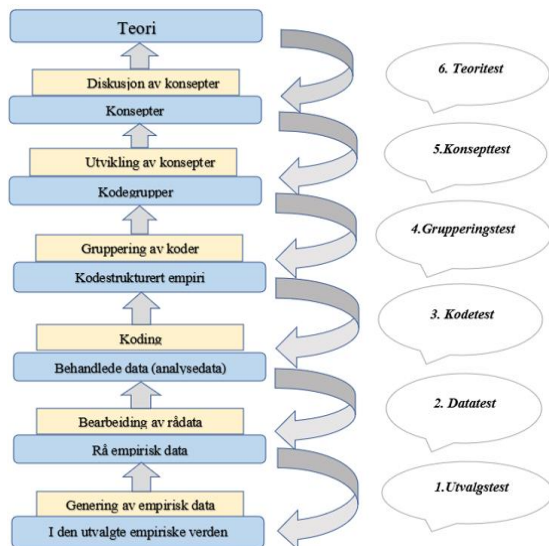 Teori
Diskusjon av konsepter
Konsepter
Utvikling av konsepter
Kodegrupper
Gruppering av koder
Kodestrukturert empiri
Koding
Behandlede data (analysedata)
Bearbeiding av rådata
Rå empirisk data
Genering av empirisk data
I den utvalgte empiriske verden
6. Teoritest
5.Konsepttest
4.Grupperingstest
3. Kodetest
2. Datatest
1.Utvalgstest